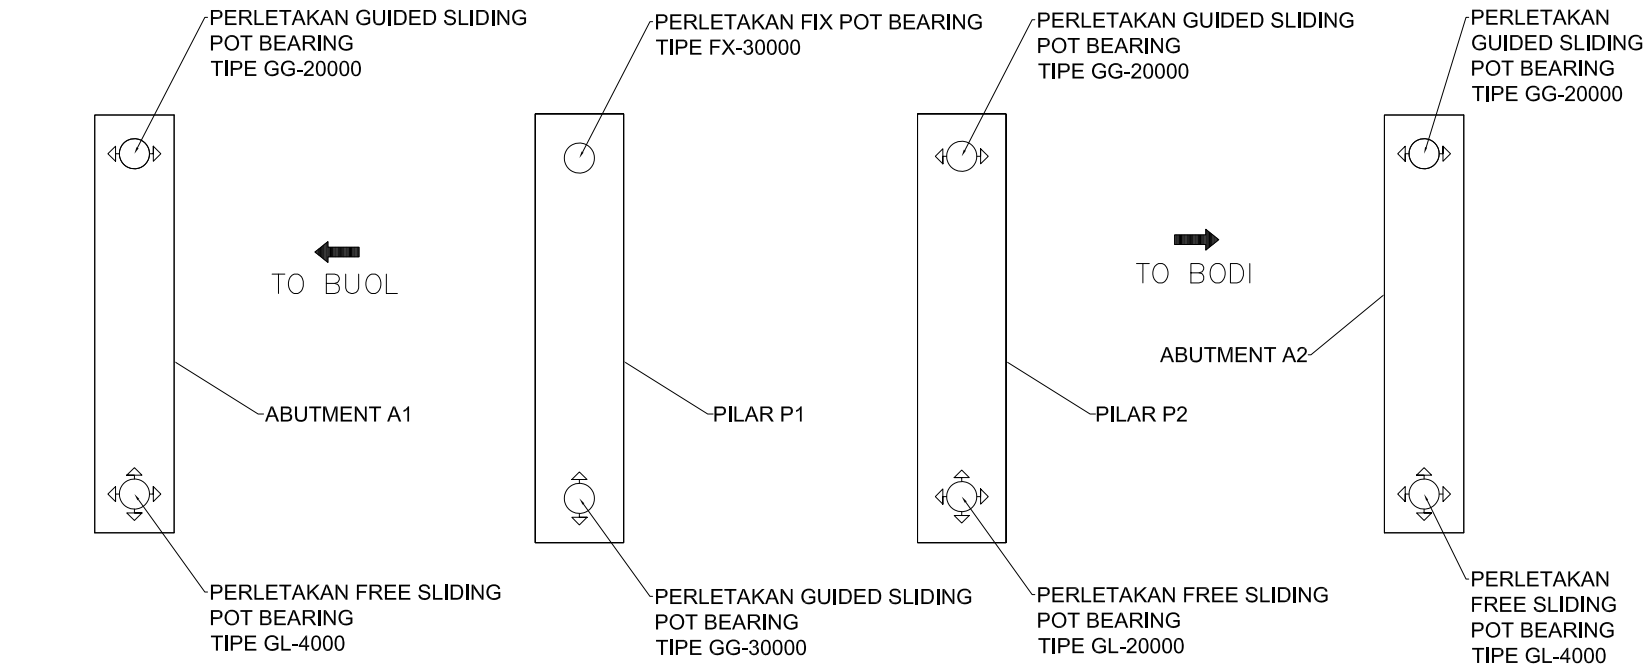 PERLETAKAN GUIDED SLIDING
POT BEARING
TIPE GG-20000
PERLETAKAN FIX POT BEARING
TIPE FX-30000
PERLETAKAN GUIDED SLIDING
POT BEARING
TIPE GG-20000
PERLETAKAN
GUIDED SLIDING
POT BEARING
TIPE GG-20000
TO BUOL
TO BODI
ABUTMENT A1
PILAR P1
PILAR P2
ABUTMENT A2
PERLETAKAN FREE SLIDING
POT BEARING
TIPE GL-4000
PERLETAKAN GUIDED SLIDING
POT BEARING
TIPE GG-30000
PERLETAKAN FREE SLIDING
POT BEARING
TIPE GL-20000
PERLETAKAN
FREE SLIDING
POT BEARING
TIPE GL-4000